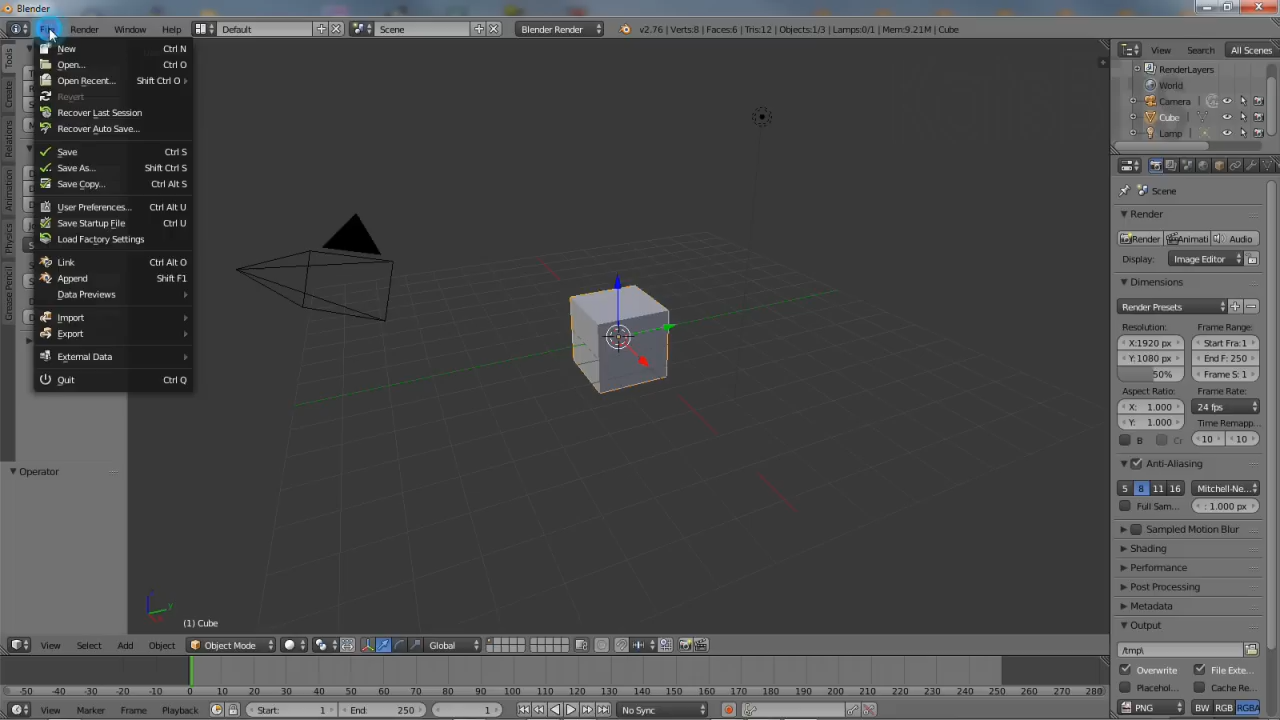 Blender
File Render Window Help Default Scene Blender Render v2.76 | Verts:8 | Faces:6 | Tris:12 | Objects:1/3 | Lamps:0/1 | Mem:9.21M | Cube
New Ctrl N
Open... Ctrl O
Open Recent... Shift Ctrl O
Revert
Recover Last Session
Recover Auto Save...
Save Ctrl S
Save As... Shift Ctrl S
Save Copy... Ctrl Alt S
User Preferences... Ctrl Alt U
Save Startup File Ctrl U
Load Factory Settings
Link Ctrl Alt O
Append Shift F1
Data Previews
Import
Export
External Data
Quit Ctrl Q
Tools
Create
Relations
Animation
Physics
Grease Pencil
Operator
(1) Cube
View Select Add Object Object Mode Global
View Search All Scenes
RenderLayers
World
Camera
Cube
Lamp
Scene
Render
Render Animati Audio
Display: Image Editor
Dimensions
Render Presets
Resolution: Frame Range:
X:1920 px Start Fra:1
Y:1080 px End F: 250
50% Frame S: 1
Aspect Ratio: Frame Rate:
X: 1.000 24 fps
Y: 1.000 Time Remapp...
B Cr 10 10
Anti-Aliasing
5 8 11 16 Mitchell-Ne...
Full Sam... : 1.000 px
Sampled Motion Blur
Shading
Performance
Post Processing
Metadata
Output
/tmp\
Overwrite File Exte...
Placehol... Cache Re...
PNG BW RGB RGBA
-50 -40 -30 -20 -10 0 10 20 30 40 50 60 70 80 90 100 110 120 130 140 150 160 170 180 190 200 210 220 230 240 250 260 270 280
View Marker Frame Playback Start: 1 End: 250 1 No Sync